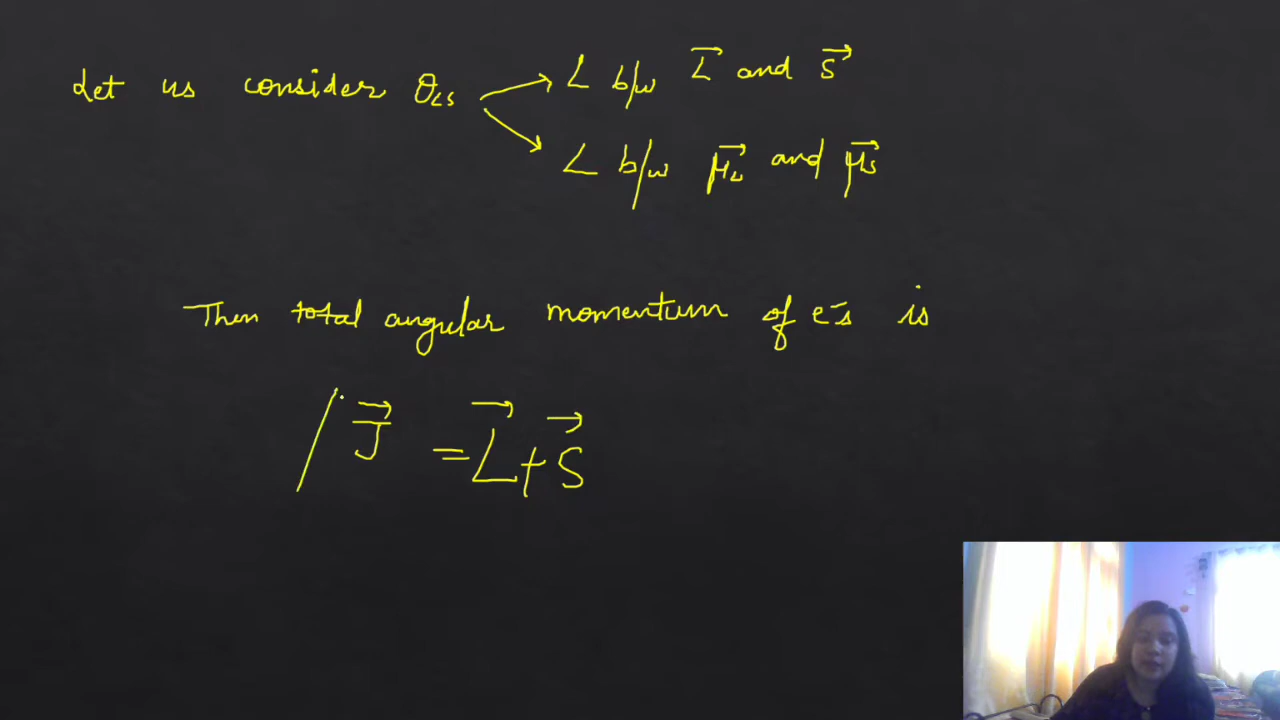 Let us consider θLS
∠ b/w L⃗ and S⃗
∠ b/w μ⃗L and μ⃗S
Then total angular momentum of e⁻s is
/ J⃗ = L⃗ + S⃗